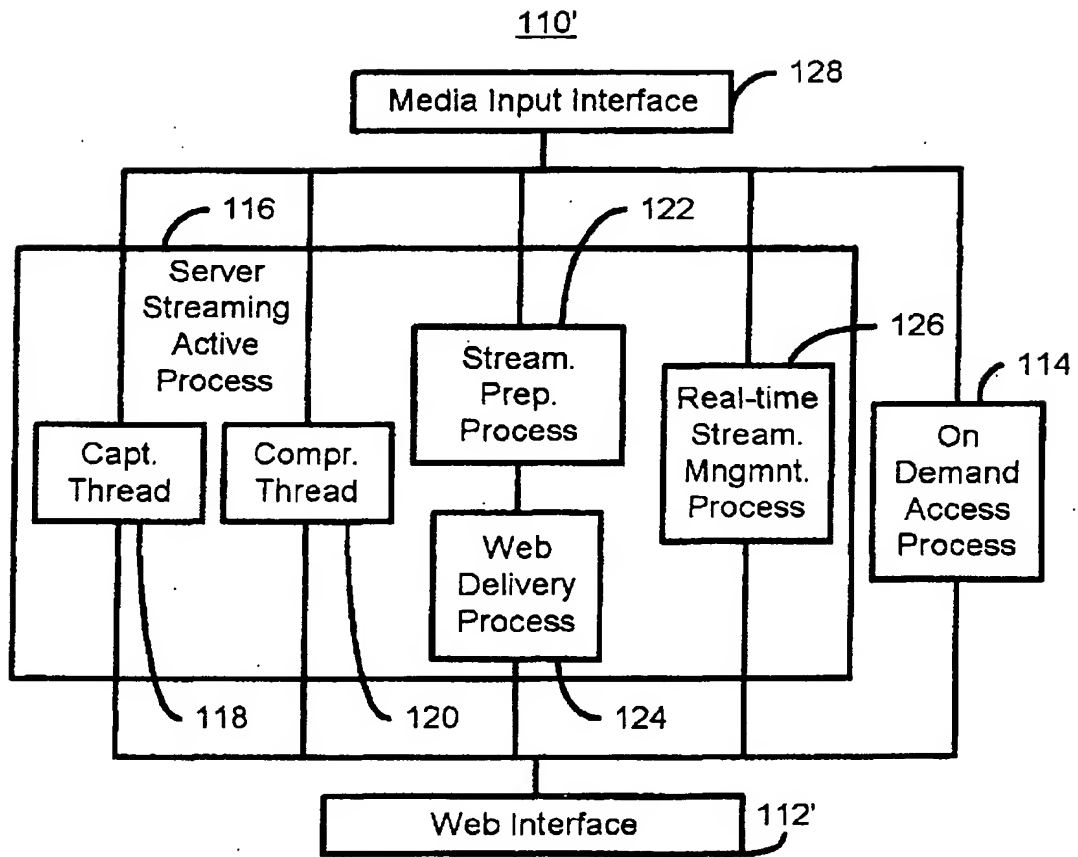 110'
Media Input Interface
128
116
122
Server
Streaming
Active
Process
126
114
Stream.
Prep.
Process
Real-time
Stream.
Mngmnt.
Process
On
Demand
Access
Process
Capt.
Thread
Compr.
Thread
Web
Delivery
Process
118
120
124
Web Interface
112'